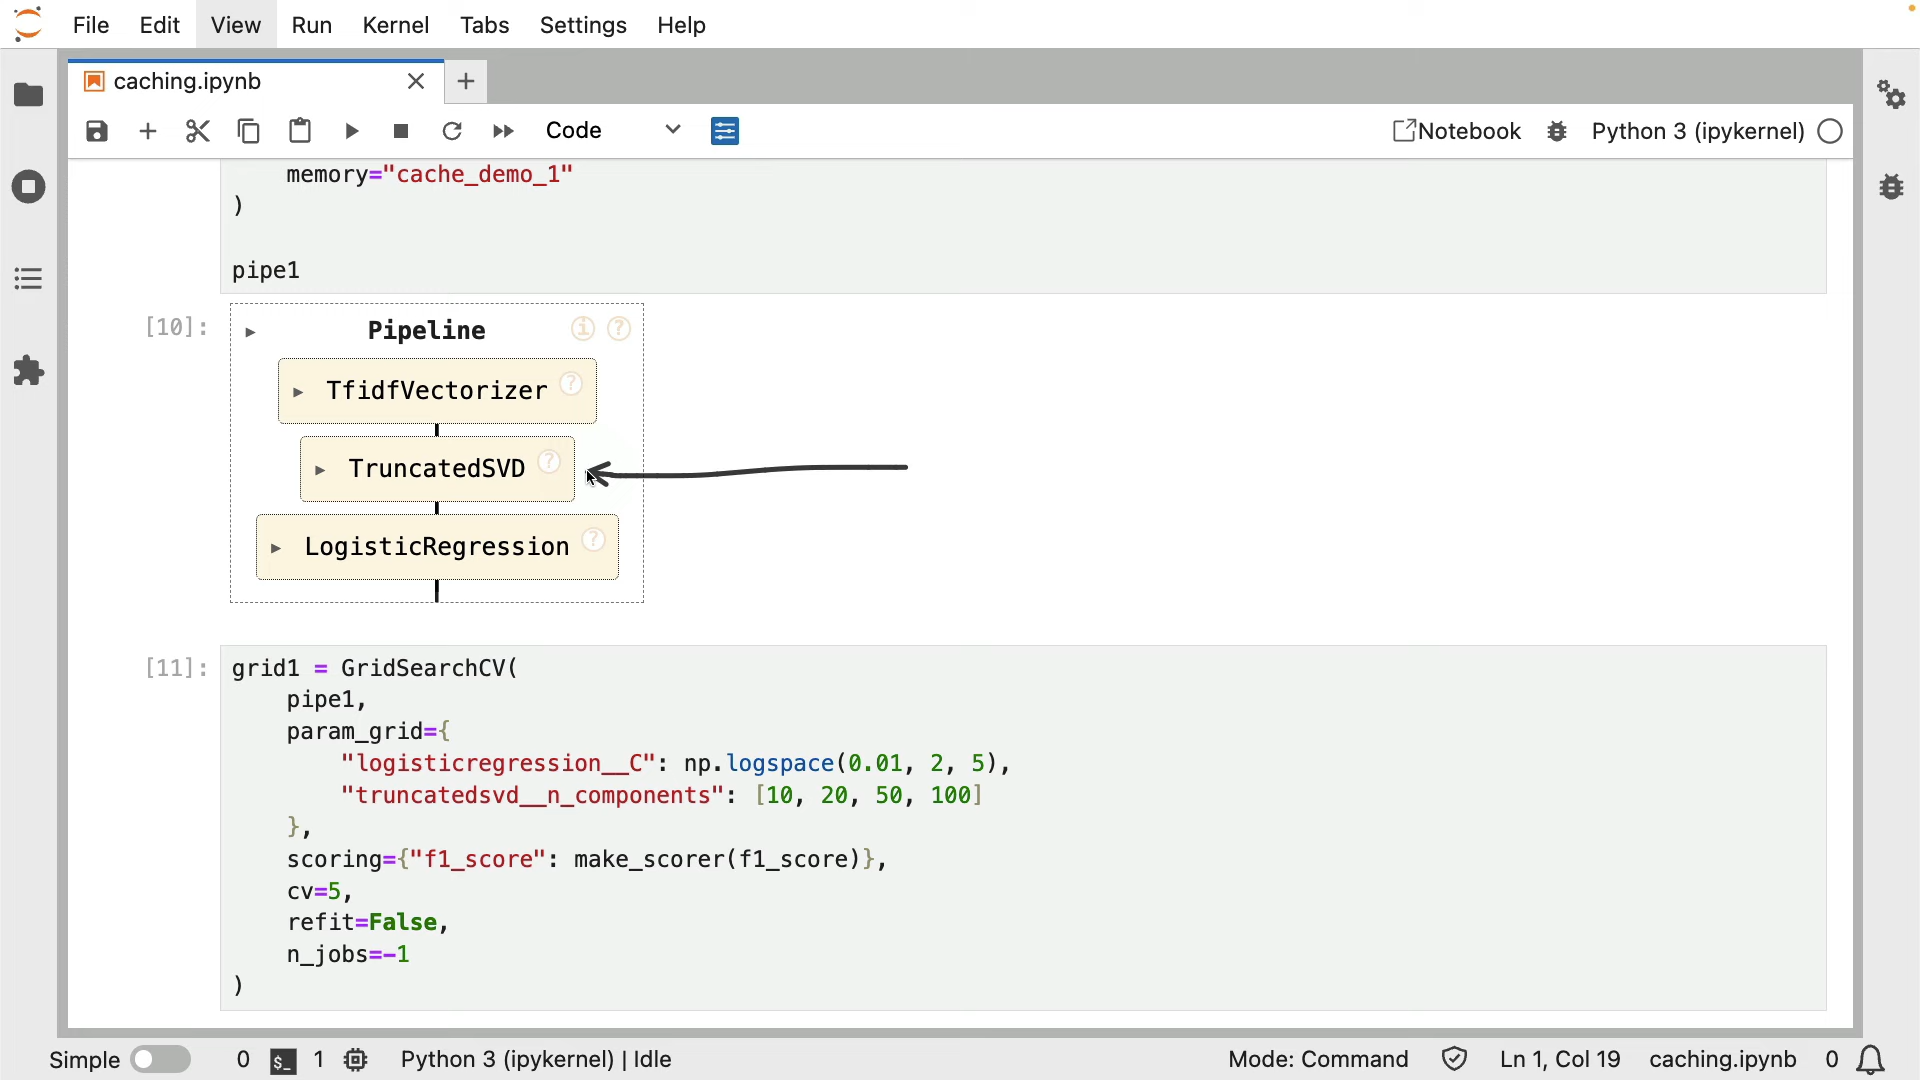 File Edit View Run Kernel Tabs Settings Help
caching.ipynb
Code
Notebook Python 3 (ipykernel)
memory="cache_demo_1"
)
pipe1
[10]:
Pipeline i ?
TfidfVectorizer ?
TruncatedSVD ?
LogisticRegression ?
[11]: grid1 = GridSearchCV(
pipe1,
param_grid={
"logisticregression__C": np.logspace(0.01, 2, 5),
"truncatedsvd__n_components": [10, 20, 50, 100]
},
scoring={"f1_score": make_scorer(f1_score)},
cv=5,
refit=False,
n_jobs=-1
)
Simple 0 $_ 1 Python 3 (ipykernel) | Idle Mode: Command Ln 1, Col 19 caching.ipynb 0